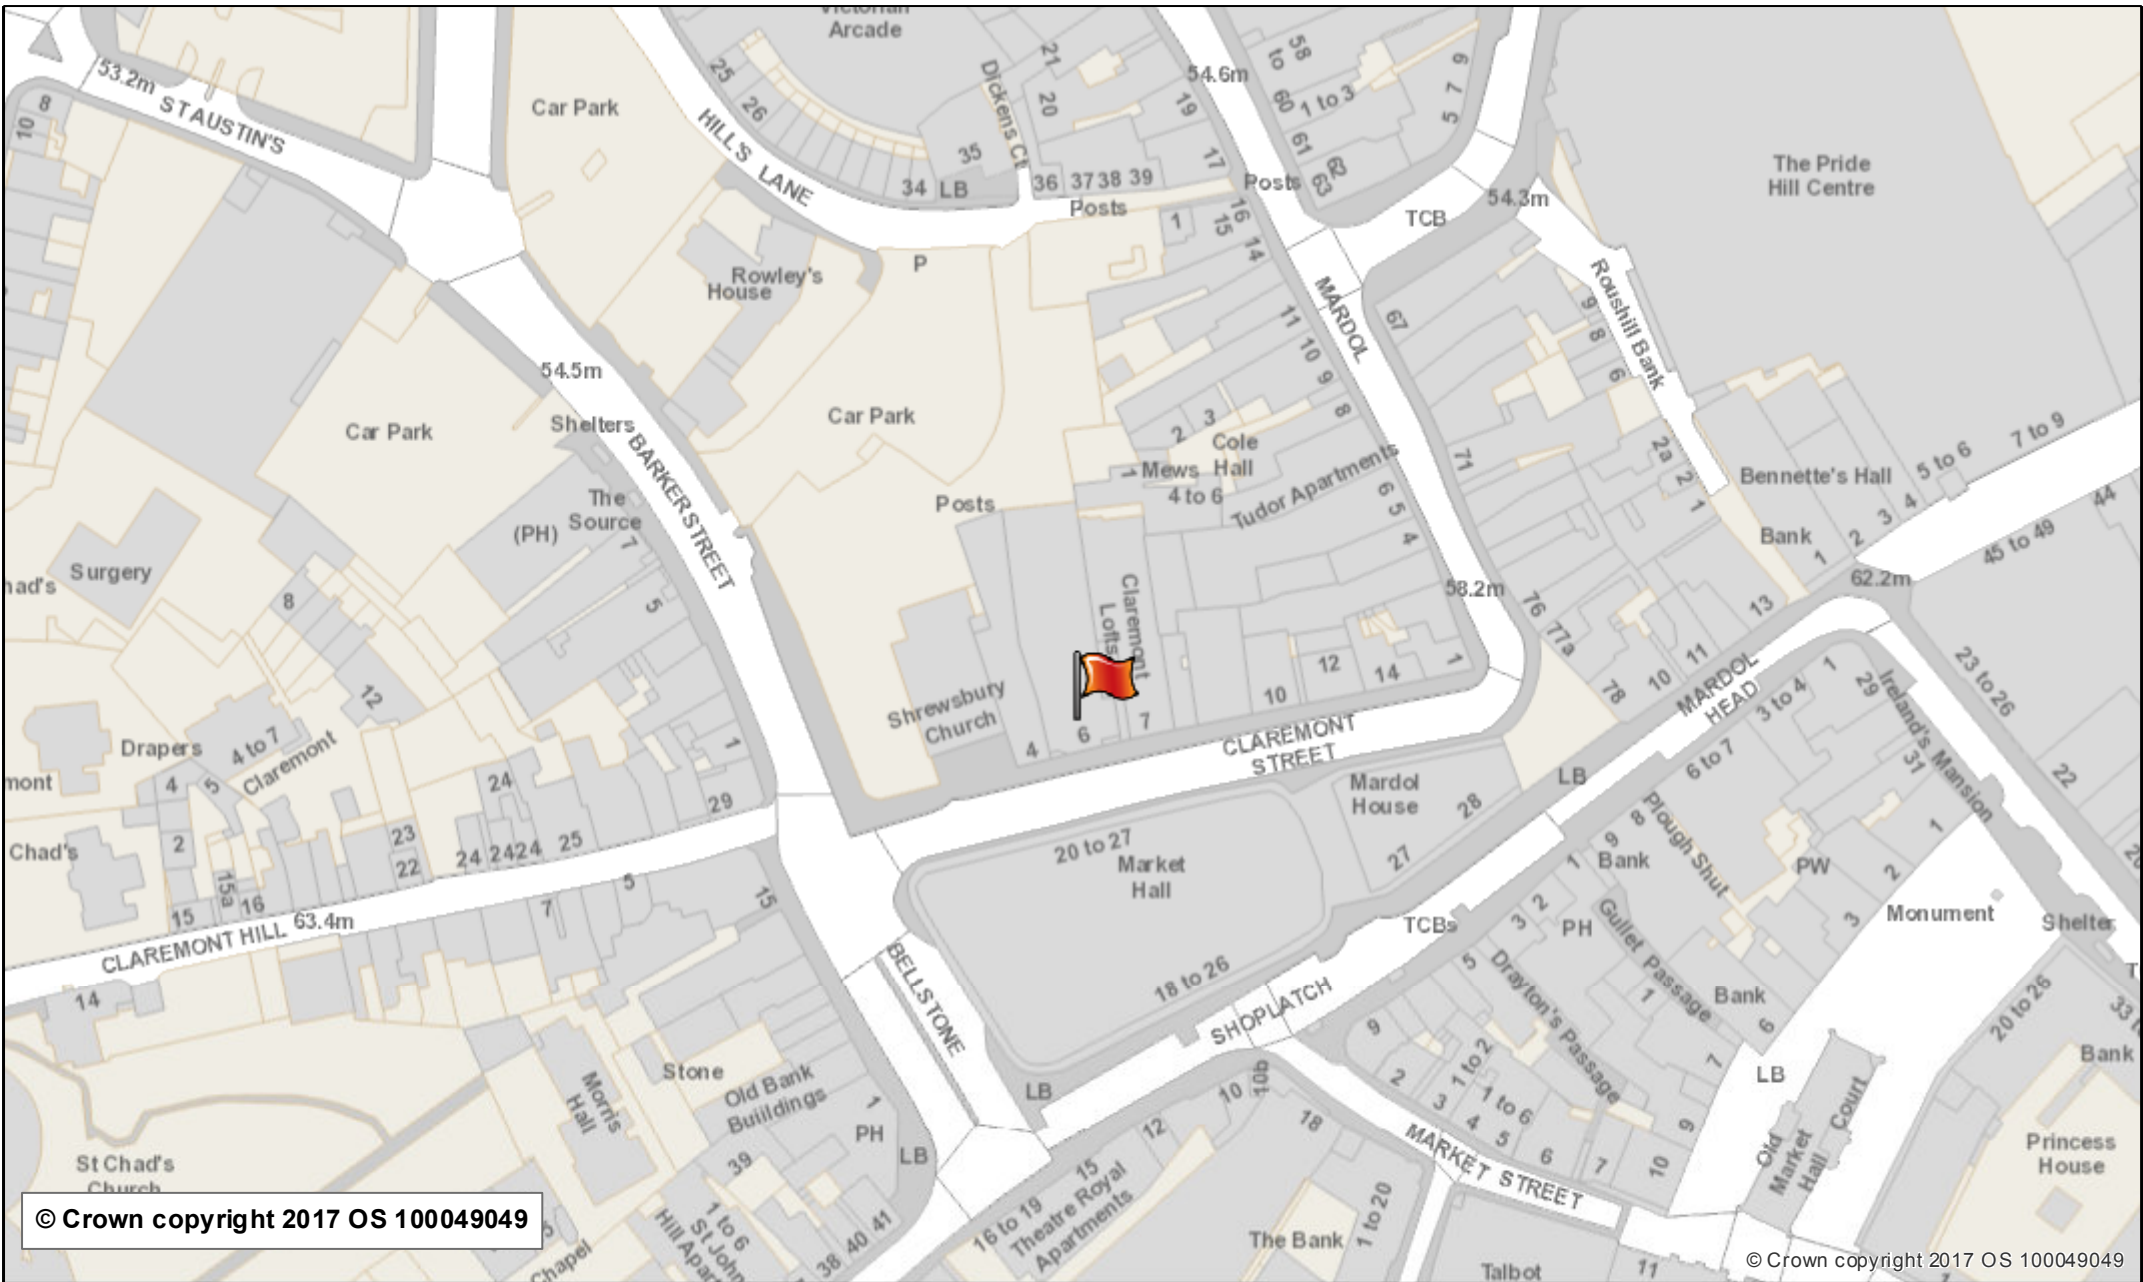 Victorian
Arcade
53.2m
ST AUSTIN'S
8
10
Car Park
HILL'S LANE
25
26
35
34
LB
Dickens Ct
21
20
36
37
38
39
Posts
19
17
54.6m
58
to
60
61
62
63
1 to 3
5
7
9
Posts
TCB
54.3m
The Pride
Hill Centre
16
15
14
1
P
Rowley's
House
MARDOL
67
Roushill Bank
9
8
6
54.5m
Shelters
Car Park
Car Park
BARKER STREET
11
10
9
8
3
2
Cole
Hall
1
Mews
4 to 6
Tudor Apartments
6
5
4
71
2a
2
1
Bennette's Hall
Bank
1
2
3
4
5 to 6
7 to 9
44
45 to 49
62.2m
The
Source
(PH)
7
5
Posts
Surgery
had's
8
12
Claremont
Lofts
58.2m
76
77a
78
13
11
10
MARDOL
HEAD
12
14
1
10
7
6
4
Shrewsbury
Church
CLAREMONT
STREET
Drapers
4 to 7
Claremont
mont
4
5
2
Chad's
15a
15
16
23
22
24
24
24
24
25
29
1
5
7
15
CLAREMONT HILL
63.4m
14
Mardol
House
28
27
20 to 27
Market
Hall
18 to 26
LB
3 to 4
1
29
31
Ireland's Mansion
23 to 26
22
6 to 7
8
9
Plough Shut
1
Bank
PW
1
2
3
Monument
Shelter
TCBs
2
3
PH
Gullet Passage
5
Drayton's Passage
1
Bank
6
7
LB
9
BELLSTONE
SHOPLATCH
9
2
3
1 to 2
4
1 to 6
5
6
7
10
MARKET STREET
Old
Market
Hall
Court
20 to 26
Bank
Princess
House
Stone
Old Bank
Buiildings
Morris
Hall
1
PH
LB
LB
39
1 to 6
St John
Hill Apart
38
40
41
16 to 19
15
Theatre Royal
Apartments
12
10
10b
18
The Bank
1 to 20
Talbot
11
St Chad's
Church
Chapel
© Crown copyright 2017 OS 100049049
© Crown copyright 2017 OS 100049049